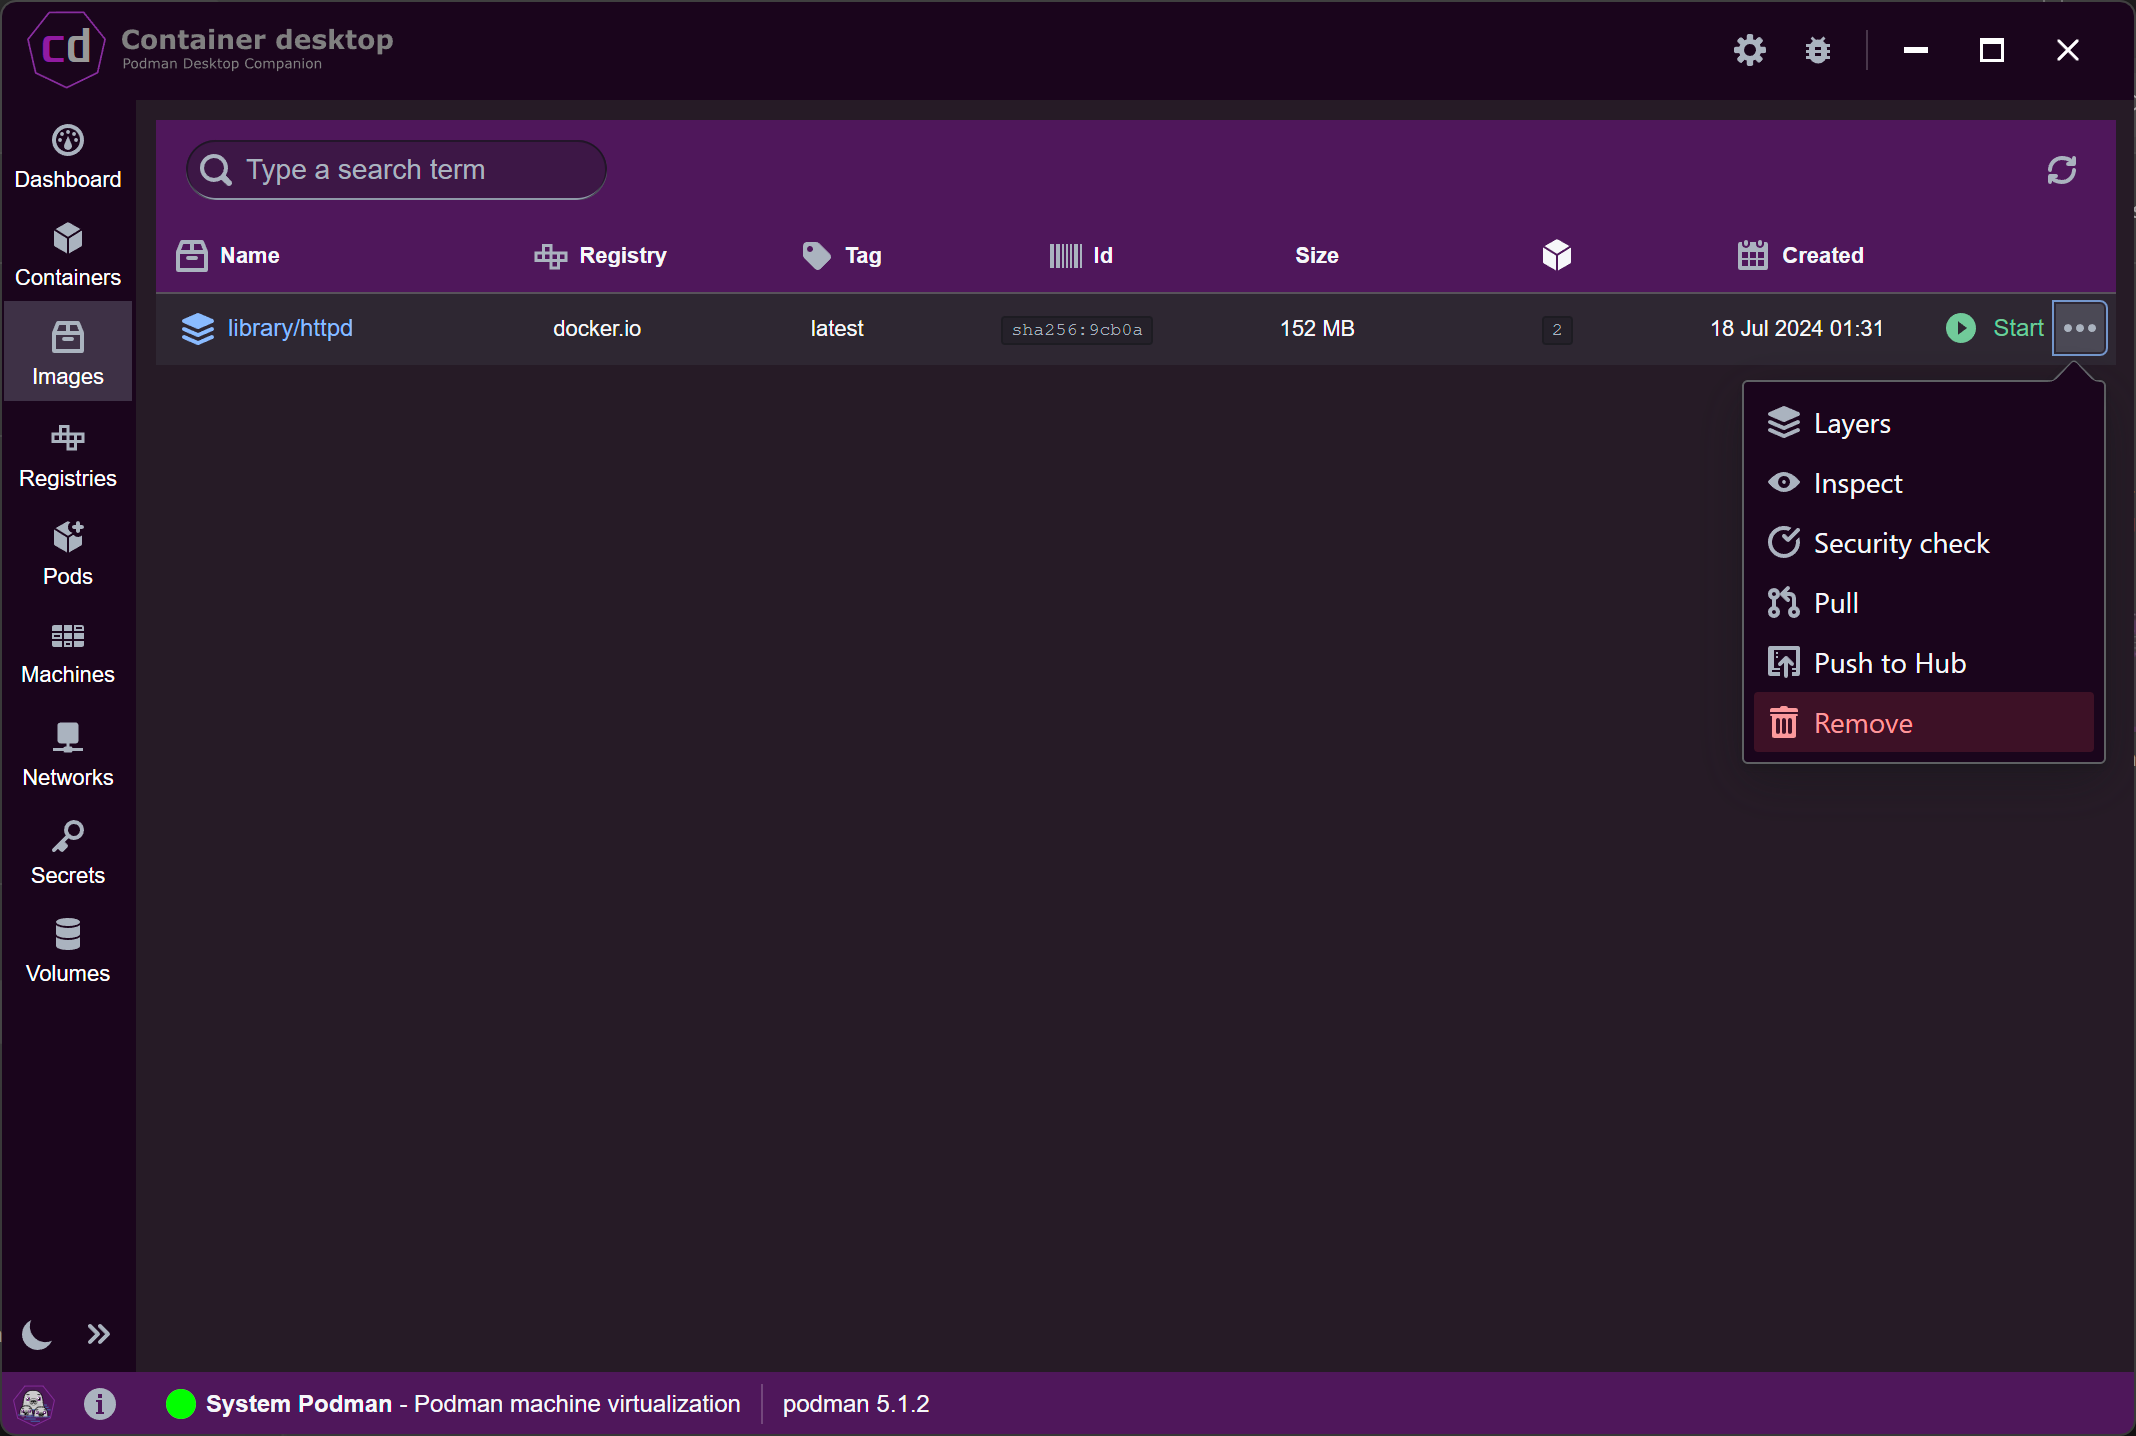 cd
Container desktop
Podman Desktop Companion
Dashboard
Containers
Images
Registries
Pods
Machines
Networks
Secrets
Volumes
Type a search term
Name Registry Tag Id Size Created
library/httpd docker.io latest sha256:9cb0a 152 MB 2 18 Jul 2024 01:31 Start
Layers
Inspect
Security check
Pull
Push to Hub
Remove
System Podman - Podman machine virtualization podman 5.1.2